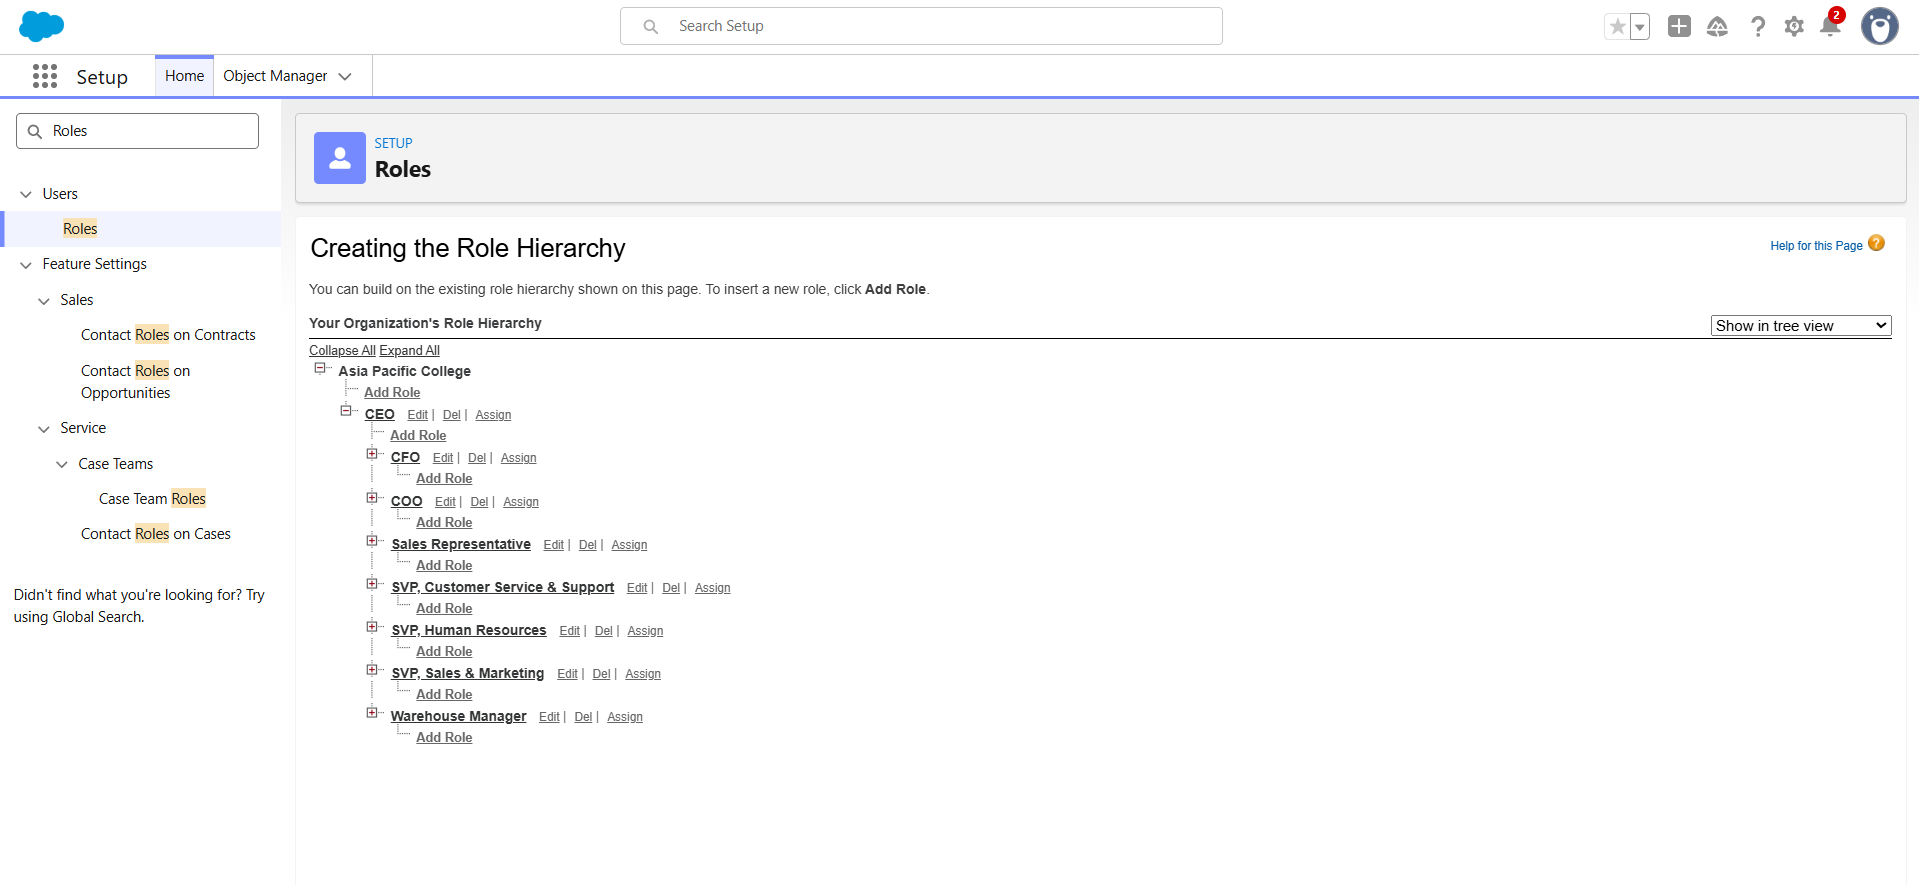 Search Setup
2
Setup
Home
Object Manager
Roles
Users
Roles
Feature Settings
Sales
Contact Roles on Contracts
Contact Roles on
Opportunities
Service
Case Teams
Case Team Roles
Contact Roles on Cases
Didn't find what you're looking for? Try
using Global Search.
SETUP
Roles
Creating the Role Hierarchy
Help for this Page ?
You can build on the existing role hierarchy shown on this page. To insert a new role, click Add Role.
Your Organization's Role Hierarchy
Show in tree view
Collapse All Expand All
Asia Pacific College
Add Role
CEO Edit | Del | Assign
Add Role
CFO Edit | Del | Assign
Add Role
COO Edit | Del | Assign
Add Role
Sales Representative Edit | Del | Assign
Add Role
SVP, Customer Service & Support Edit | Del | Assign
Add Role
SVP, Human Resources Edit | Del | Assign
Add Role
SVP, Sales & Marketing Edit | Del | Assign
Add Role
Warehouse Manager Edit | Del | Assign
Add Role